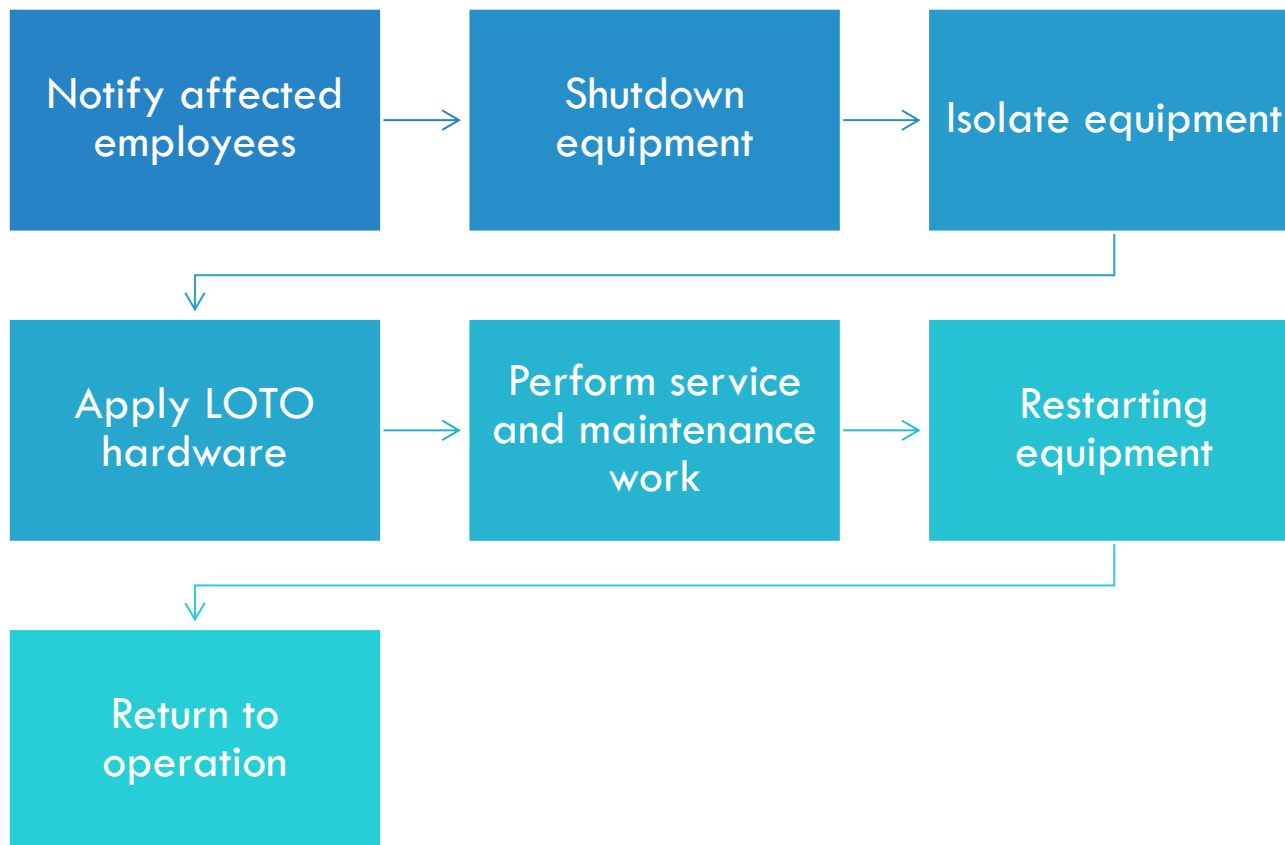 Notify affected
employees
Shutdown
equipment
Isolate equipment
Apply LOTO
hardware
Perform service
and maintenance
work
Restarting
equipment
Return to
operation